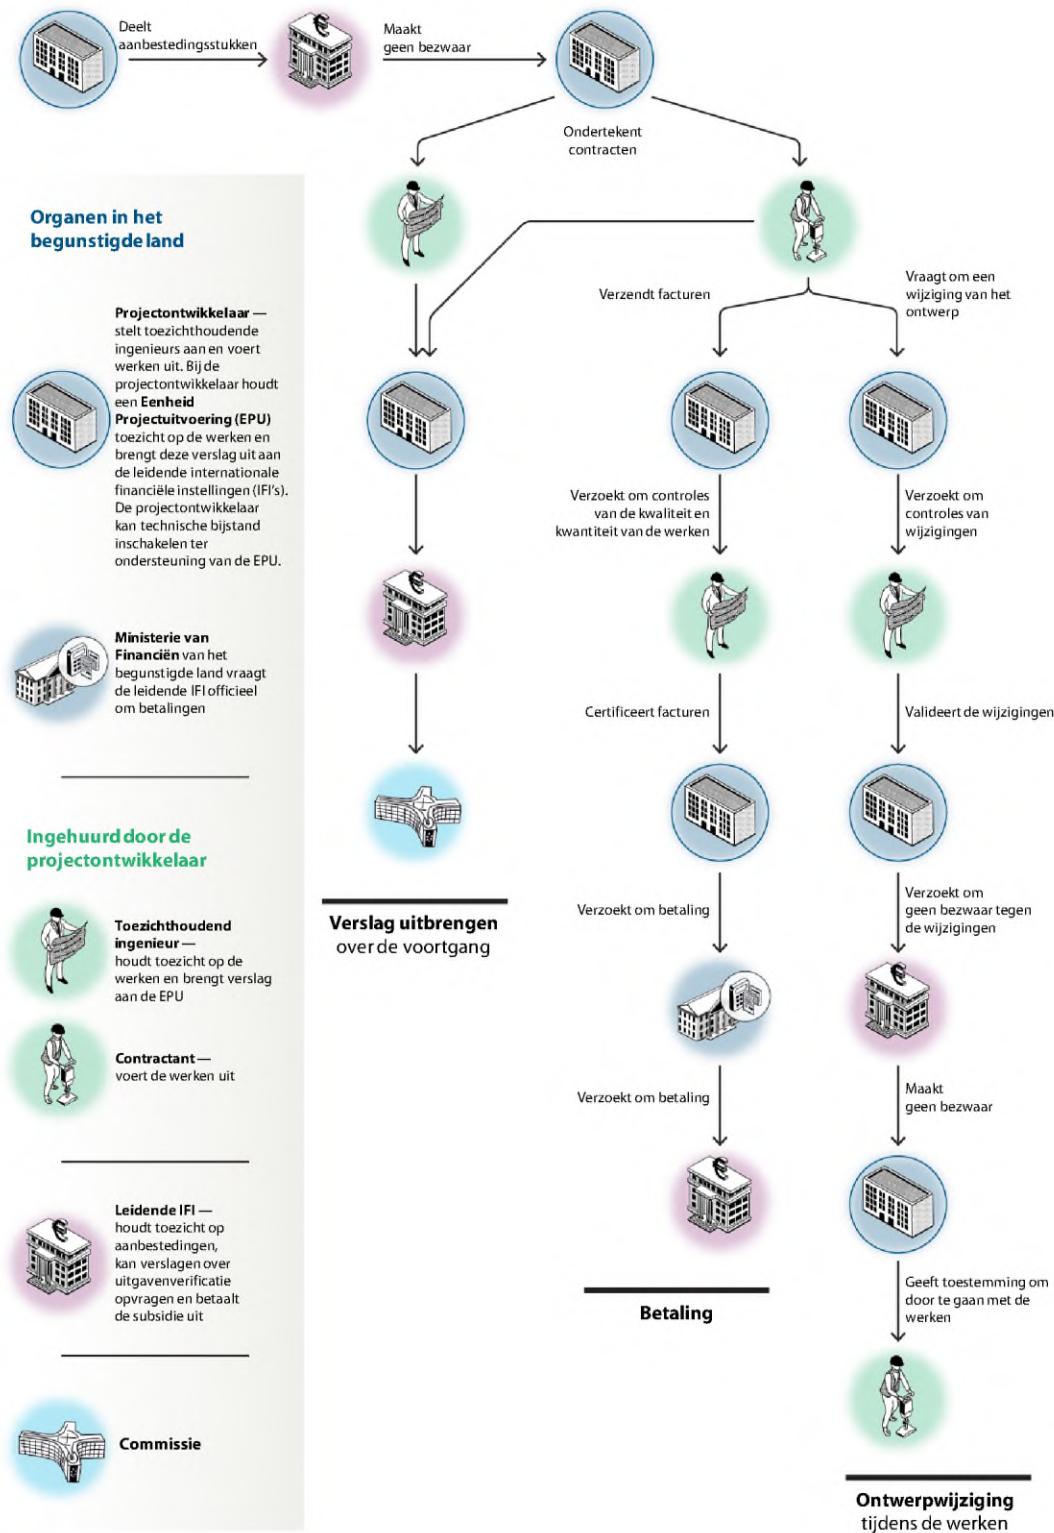 Deelt
aanbestedingsstukken
Maakt
geen bezwaar
Ondertekent
contracten
Organen in het
begunstigde land
Projectontwikkelaar —
stelt toezichthoudende
ingenieurs aan en voert
werken uit. Bij de
projectontwikkelaar houdt
een Eenheid
Projectuitvoering (EPU)
toezicht op de werken en
brengt deze verslag uit aan
de leidende internationale
financiële instellingen (IFI's).
De projectontwikkelaar
kan technische bijstand
inschakelen ter
ondersteuning van de EPU.
Ministerie van
Financiën van het
begunstigde land vraagt
de leidende IFI officieel
om betalingen
Ingehuurd door de
projectontwikkelaar
Toezichthoudend
ingenieur —
houdt toezicht op de
werken en brengt verslag
aan de EPU
Contractant —
voert de werken uit
Leidende IFI —
houdt toezicht op
aanbestedingen,
kan verslagen over
uitgavenverificatie
opvragen en betaalt
de subsidie uit
Commissie
Verslag uitbrengen
over de voortgang
Verzendt facturen
Verzoekt om controles
van de kwaliteit en
kwantiteit van de werken
Certificeert facturen
Verzoekt om betaling
Verzoekt om betaling
Betaling
Vraagt om een
wijziging van het
ontwerp
Verzoekt om
controles van
wijzigingen
Valideert de wijzigingen
Verzoekt om
geen bezwaar tegen
de wijzigingen
Maakt
geen bezwaar
Geeft toestemming om
door te gaan met de
werken
Ontwerpwijziging
tijdens de werken